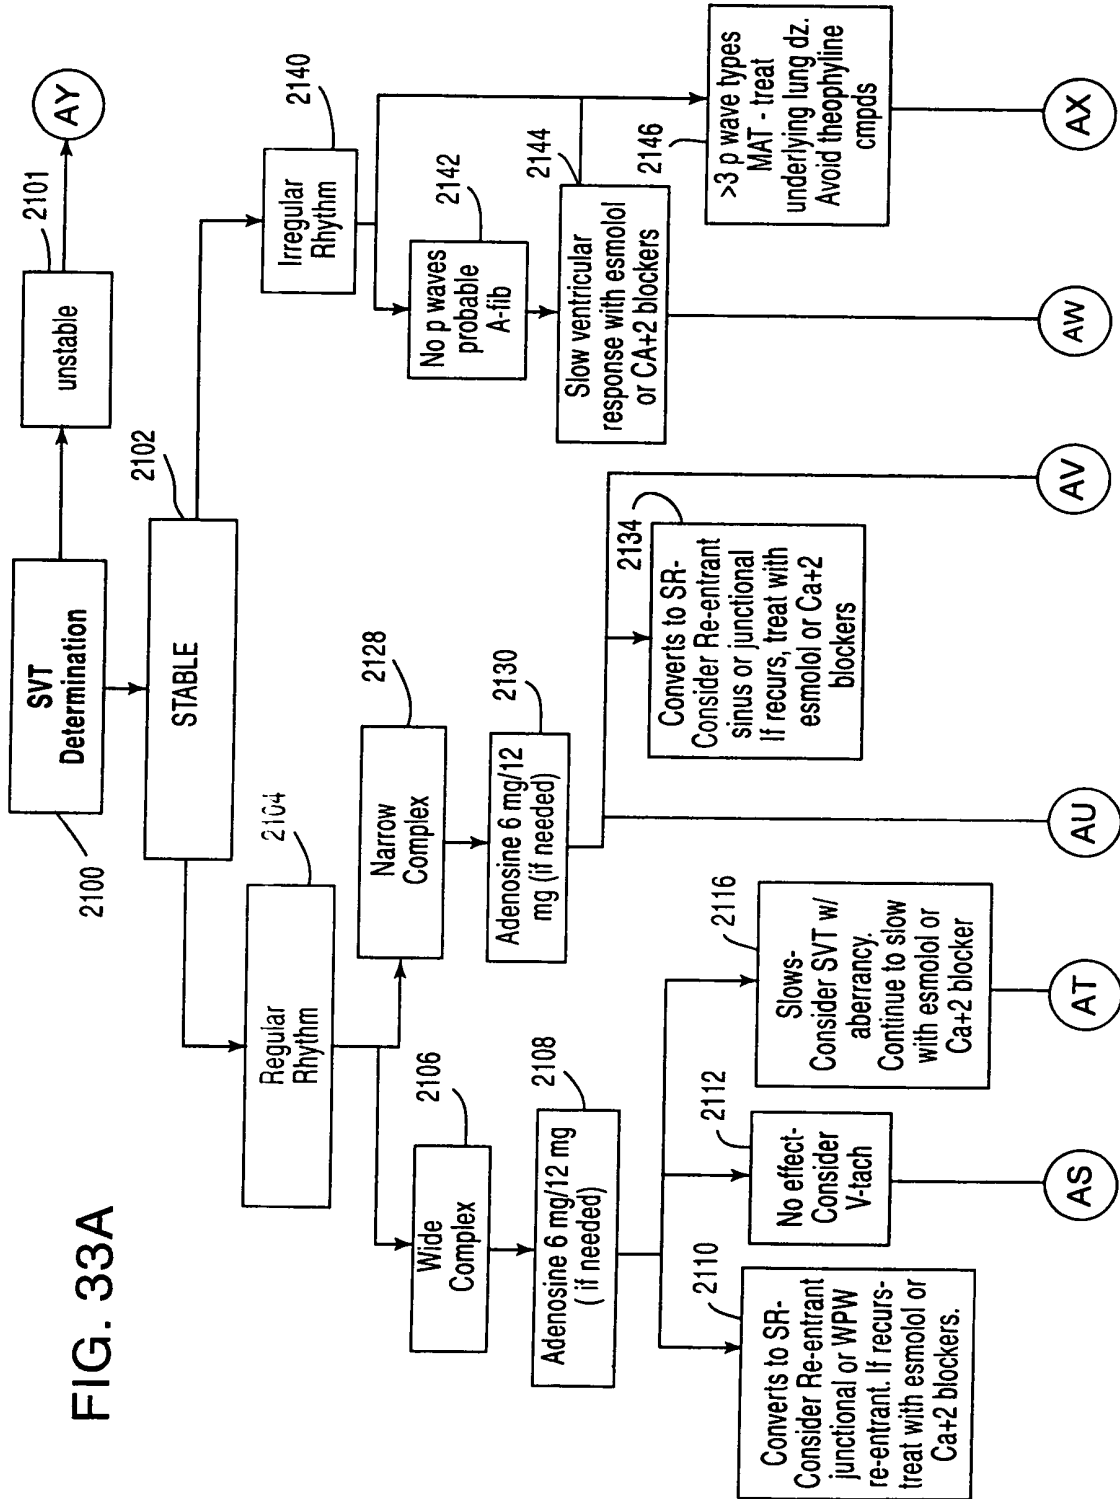 FIG. 33A
SVT
Determination
2100
unstable
2101
AY
STABLE
2102
Regular
Rhythm
2104
Irregular
Rhythm
2140
Wide
Complex
2106
Narrow
Complex
2128
No p waves
probable
A-fib
2142
Adenosine 6 mg/12 mg
( if needed)
2108
Adenosine 6 mg/12
mg (if needed)
2130
Slow ventricular
response with esmolol
or CA+2 blockers
2144
Converts to SR-
Consider Re-entrant
junctional or WPW
re-entrant. If recurs-
treat with esmolol or
Ca+2 blockers.
2110
No effect-
Consider
V-tach
2112
Slows-
Consider SVT w/
aberrancy.
Continue to slow
with esmolol or
Ca+2 blocker
2116
Converts to SR-
Consider Re-entrant
sinus or junctional
If recurs, treat with
esmolol or Ca+2
blockers
2134
>3 p wave types
MAT - treat
underlying lung dz.
Avoid theophyline
cmpds
2146
AS
AT
AU
AV
AW
AX